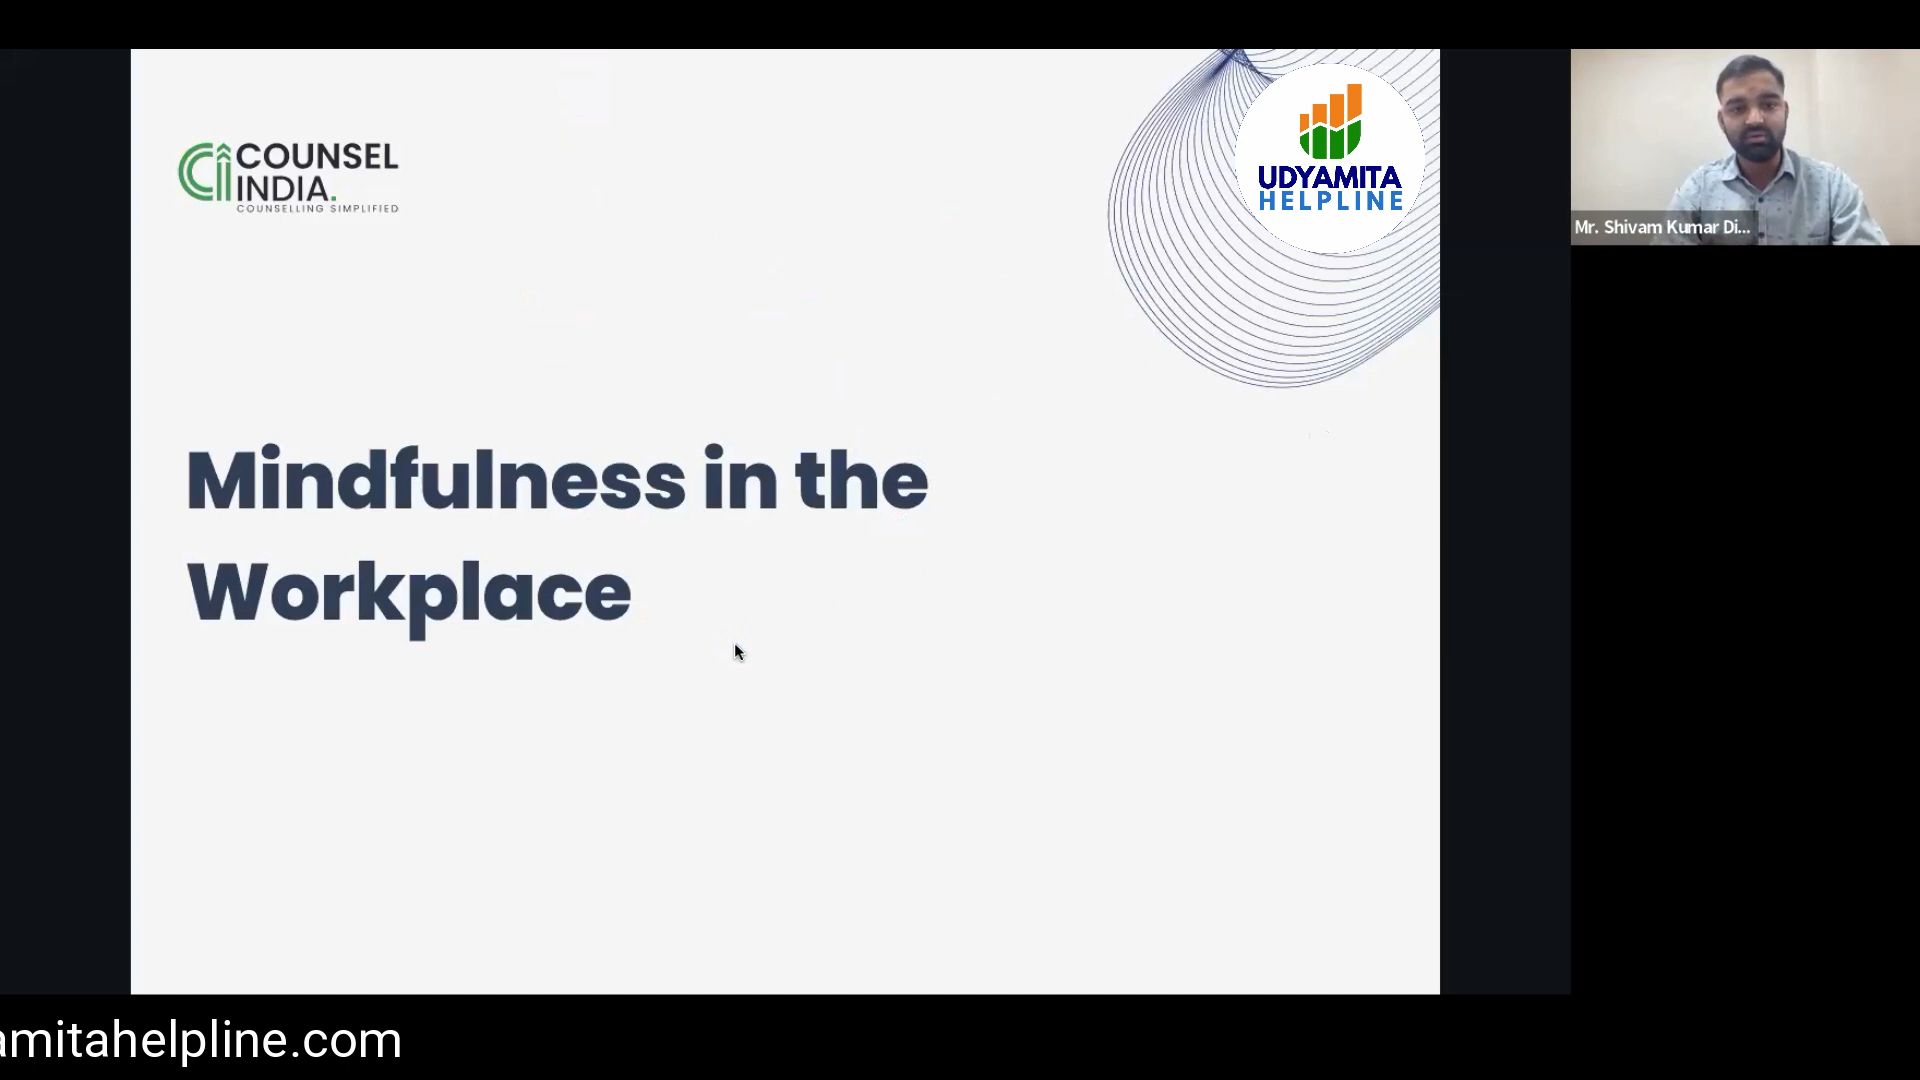 COUNSEL
INDIA.
COUNSELLING SIMPLIFIED
UDYAMITA
HELPLINE
Mr. Shivam Kumar Di...
Mindfulness in the
Workplace
amitahelpline.com